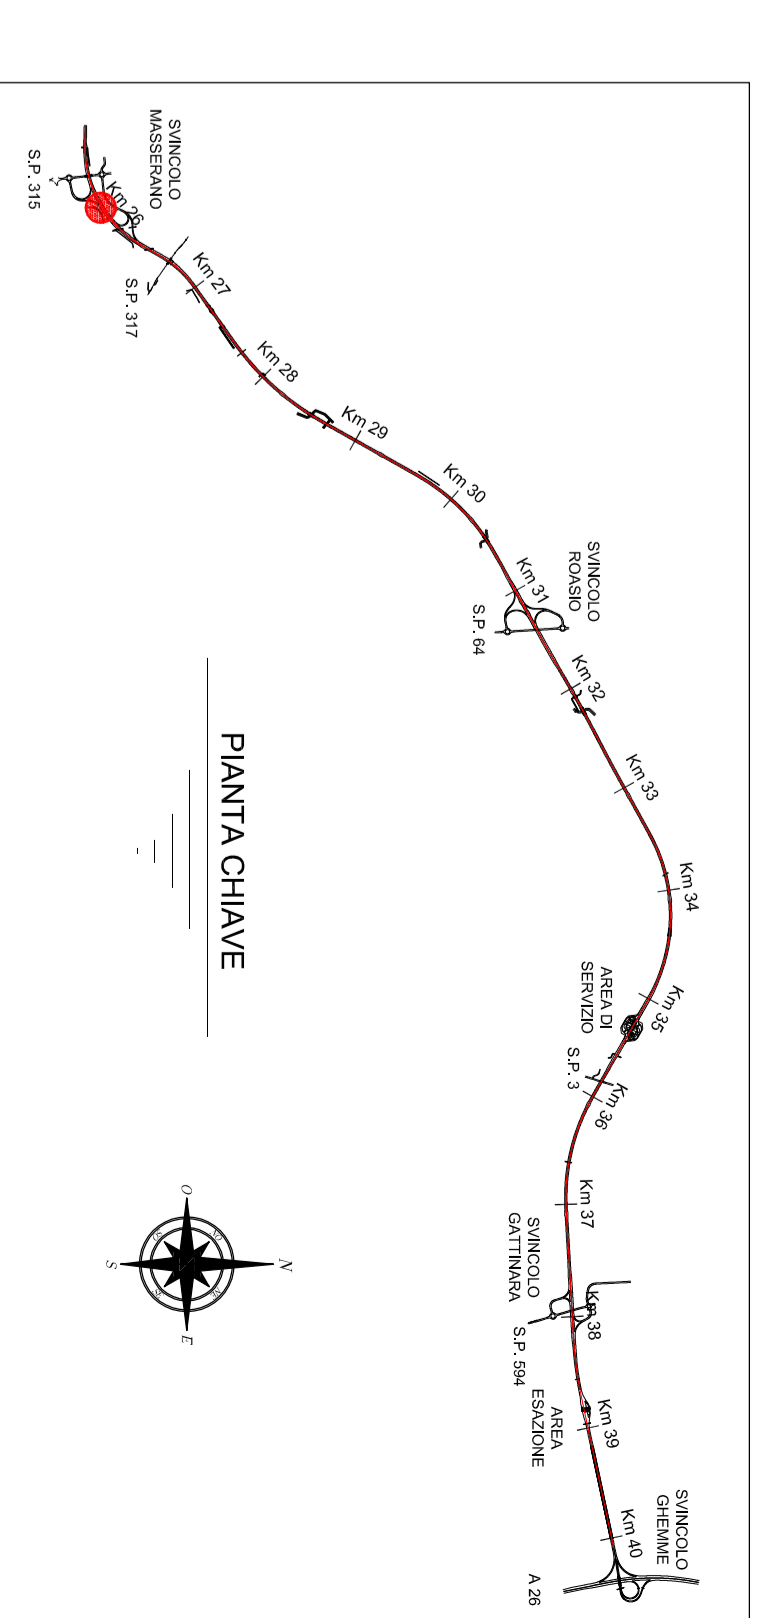 SVINCOLO
MASSERANO
S.P. 315
Km 26
S.P. 317
Km 27
Km 28
Km 29
Km 30
SVINCOLO
ROASIO
Km 31
S.P. 64
Km 32
Km 33
Km 34
Km 35
AREA DI
SERVIZIO
S.P. 3
Km 36
Km 37
SVINCOLO
GATTINARA
Km 38
S.P. 594
AREA
ESAZIONE
Km 39
SVINCOLO
GHEMME
Km 40
A 26
PIANTA CHIAVE
N
O
E
S
NO
NE